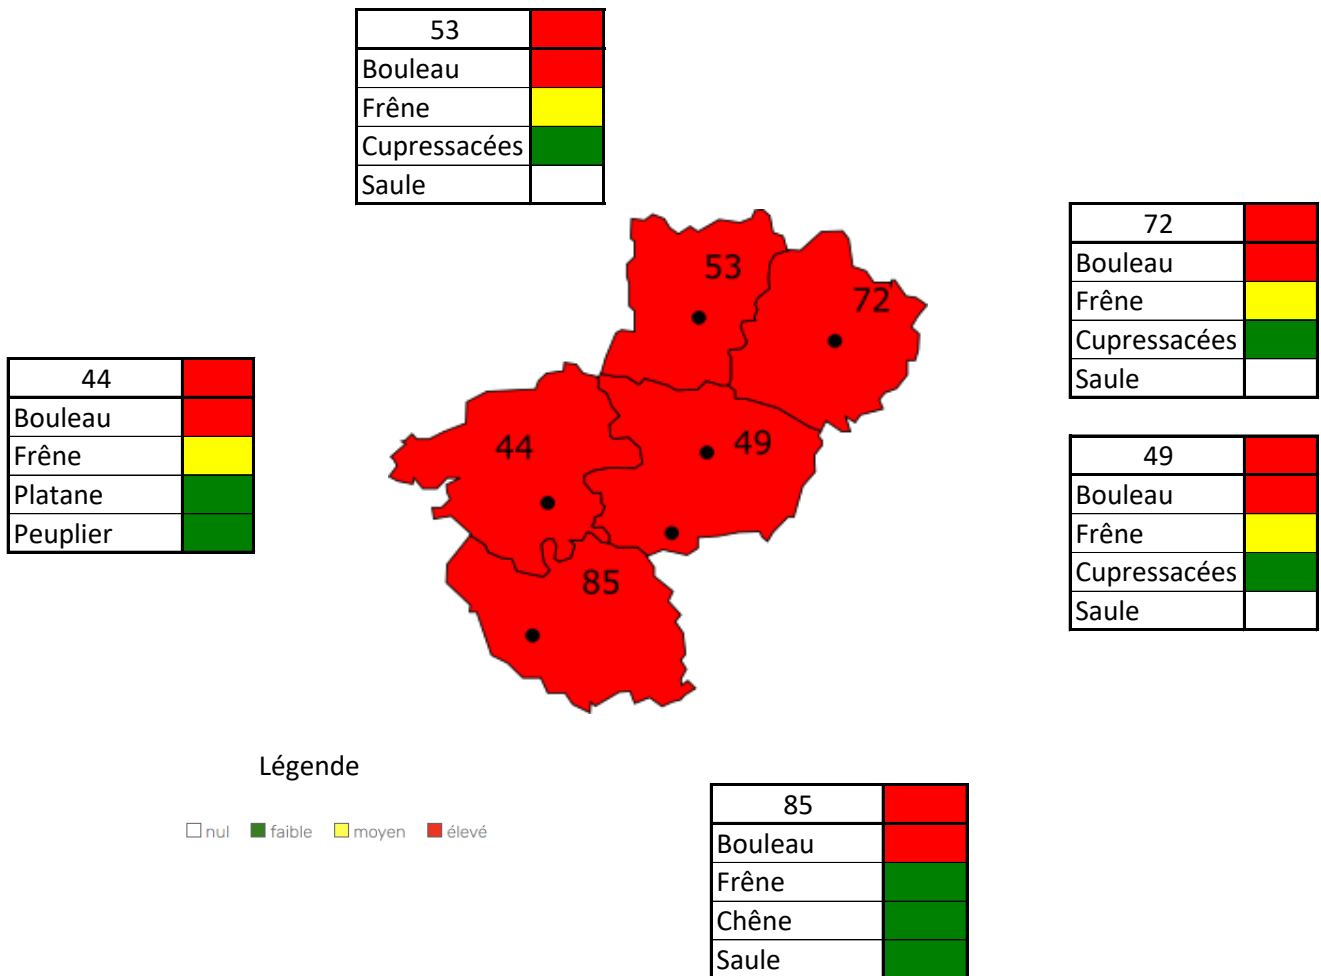 53
Bouleau
Frêne
Cupressacées
Saule
53
72
72
Bouleau
Frêne
Cupressacées
Saule
44
Bouleau
Frêne
Platane
Peuplier
44
49
49
Bouleau
Frêne
Cupressacées
Saule
85
Légende
nul faible moyen élevé
85
Bouleau
Frêne
Chêne
Saule